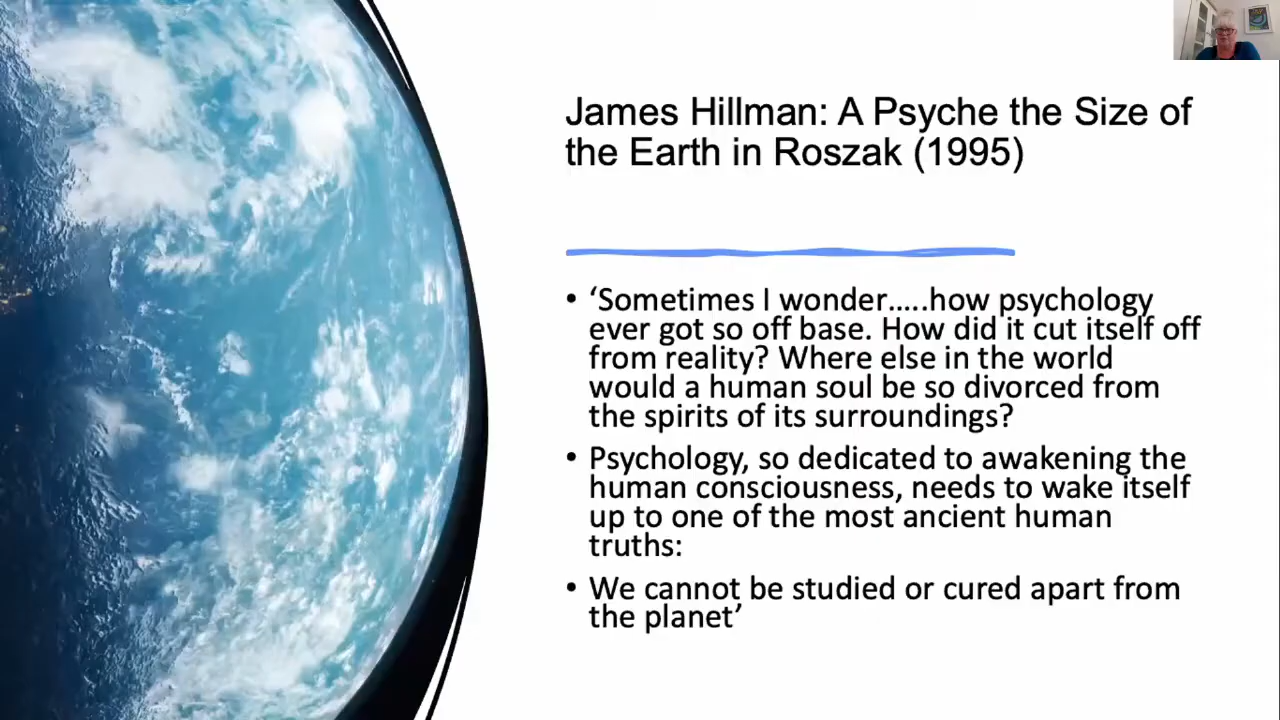 James Hillman: A Psyche the Size of
the Earth in Roszak (1995)
• ‘Sometimes I wonder.....how psychology
ever got so off base. How did it cut itself off
from reality? Where else in the world
would a human soul be so divorced from
the spirits of its surroundings?
• Psychology, so dedicated to awakening the
human consciousness, needs to wake itself
up to one of the most ancient human
truths:
• We cannot be studied or cured apart from
the planet’